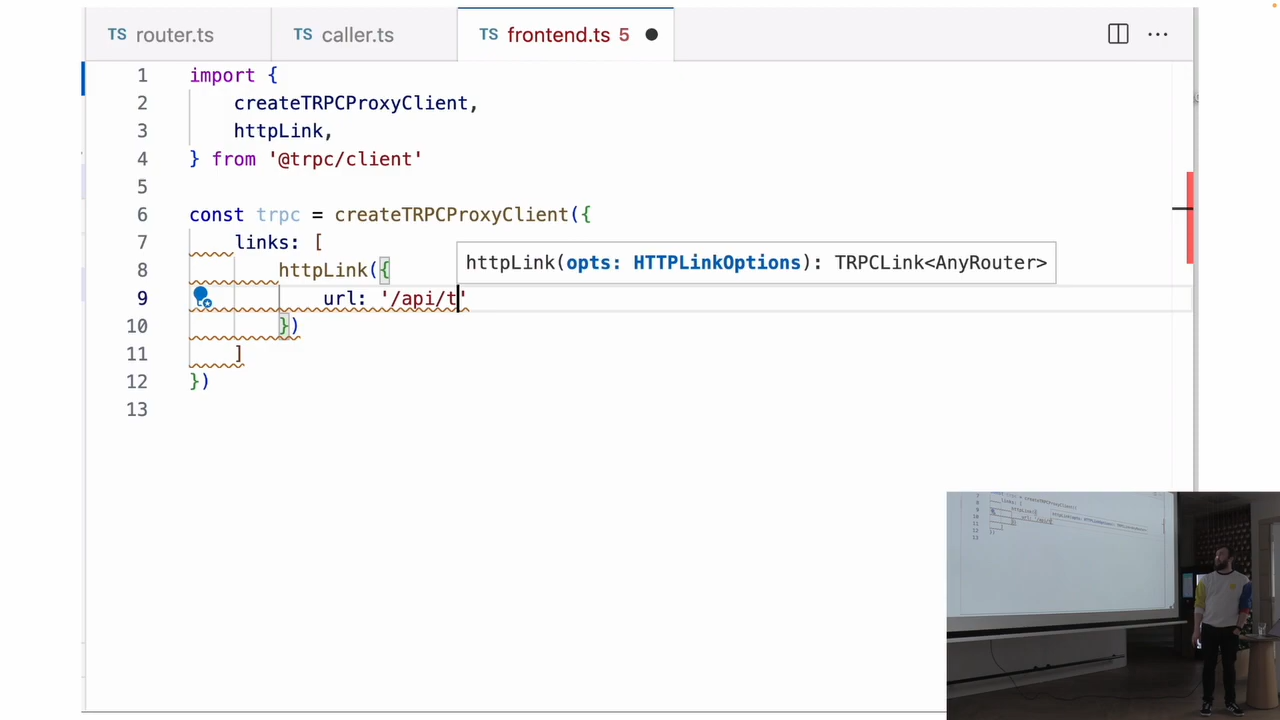 TS router.ts
TS caller.ts
TS frontend.ts 5
1 import {
2 createTRPCProxyClient,
3 httpLink,
4 } from '@trpc/client'
5
6 const trpc = createTRPCProxyClient({
7 links: [
httpLink(opts: HTTPLinkOptions): TRPCLink<AnyRouter>
8 httpLink({
9 url: '/api/t'
10 })
11 ]
12 })
13